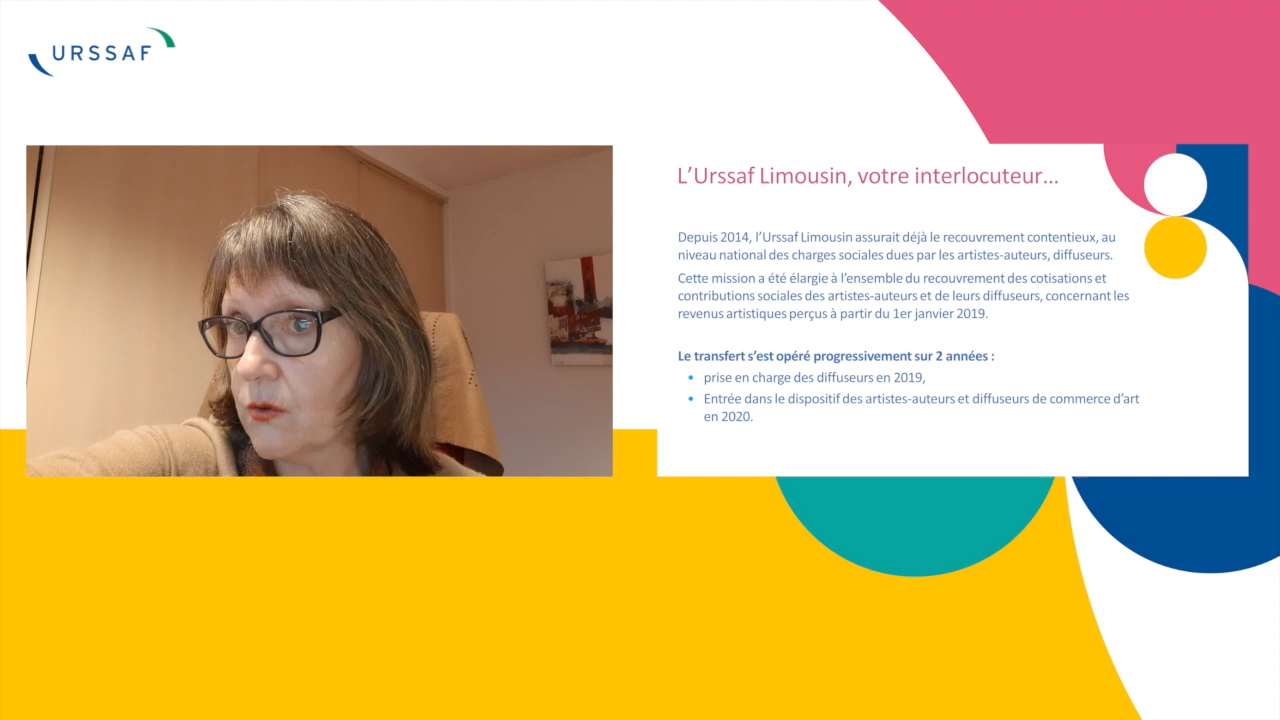 URSSAF
L’Urssaf Limousin, votre interlocuteur…
Depuis 2014, l’Urssaf Limousin assurait déjà le recouvrement contentieux, au
niveau national des charges sociales dues par les artistes-auteurs, diffuseurs.
Cette mission a été élargie à l’ensemble du recouvrement des cotisations et
contributions sociales des artistes-auteurs et de leurs diffuseurs, concernant les
revenus artistiques perçus à partir du 1er janvier 2019.
Le transfert s’est opéré progressivement sur 2 années :
• prise en charge des diffuseurs en 2019,
• Entrée dans le dispositif des artistes-auteurs et diffuseurs de commerce d’art
en 2020.